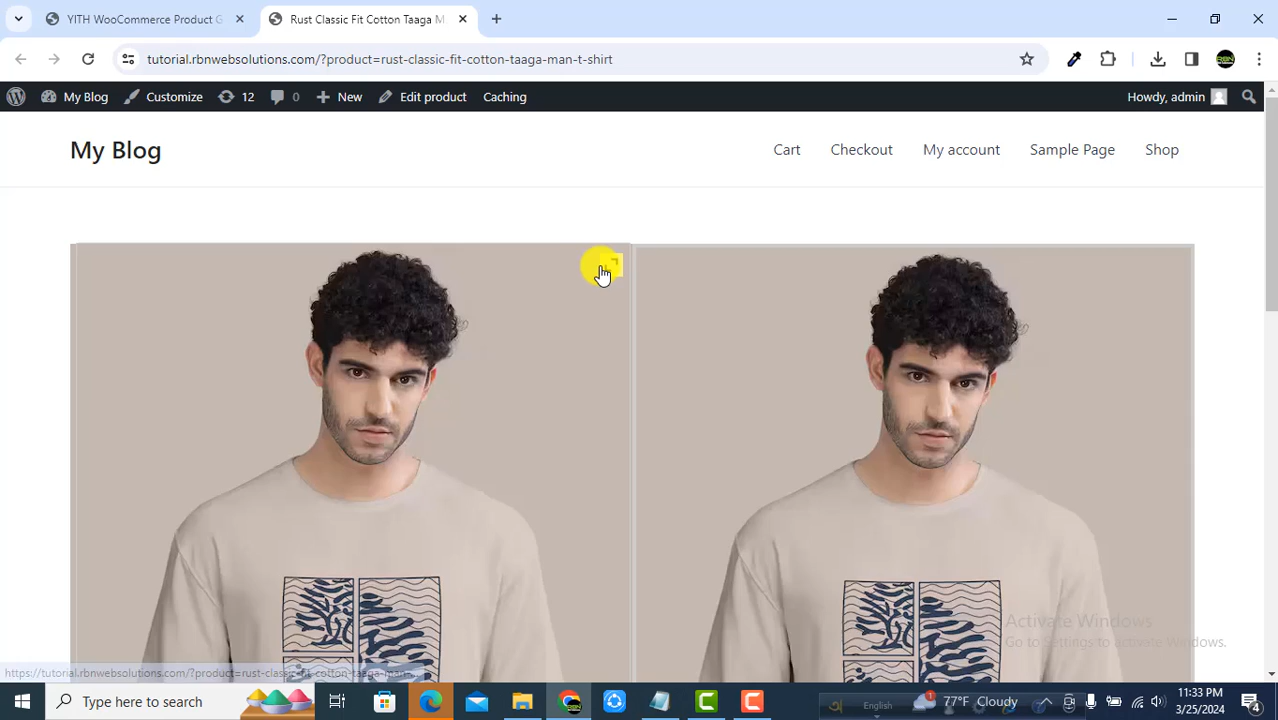 YITH WooCommerce Product G
Rust Classic Fit Cotton Taaga M
tutorial.rbnwebsolutions.com/?product=rust-classic-fit-cotton-taaga-man-t-shirt
My Blog
Customize
12
0
New
Edit product
Caching
Howdy, admin
My Blog
Cart
Checkout
My account
Sample Page
Shop
Activate Windows
Go to Settings to activate Windows.
https://tutorial.rbnwebsolutions.com/?product=rust-classic-fit-cotton-taaga-man-...
Type here to search
English
1
77°F Cloudy
11:33 PM
3/25/2024
4